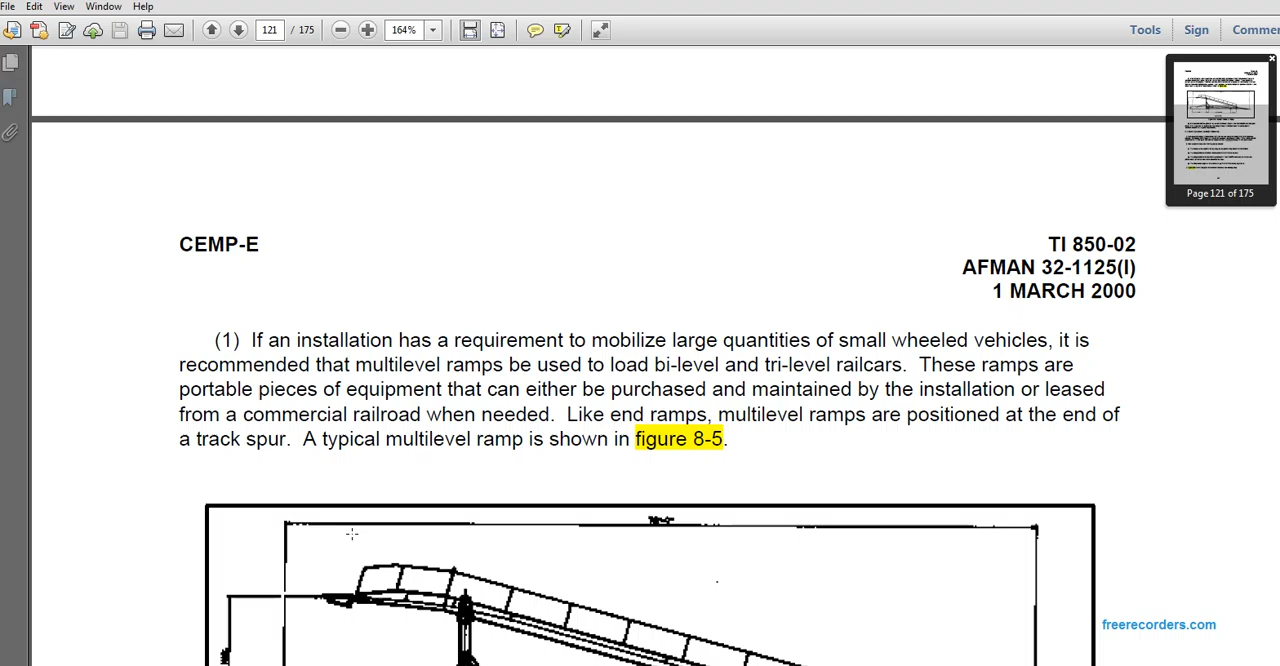 File Edit View Window Help
121 / 175 164% Tools Sign Commer
Page 121 of 175
CEMP-E TI 850-02
AFMAN 32-1125(I)
1 MARCH 2000
(1) If an installation has a requirement to mobilize large quantities of small wheeled vehicles, it is
recommended that multilevel ramps be used to load bi-level and tri-level railcars. These ramps are
portable pieces of equipment that can either be purchased and maintained by the installation or leased
from a commercial railroad when needed. Like end ramps, multilevel ramps are positioned at the end of
a track spur. A typical multilevel ramp is shown in figure 8-5.
freerecorders.com